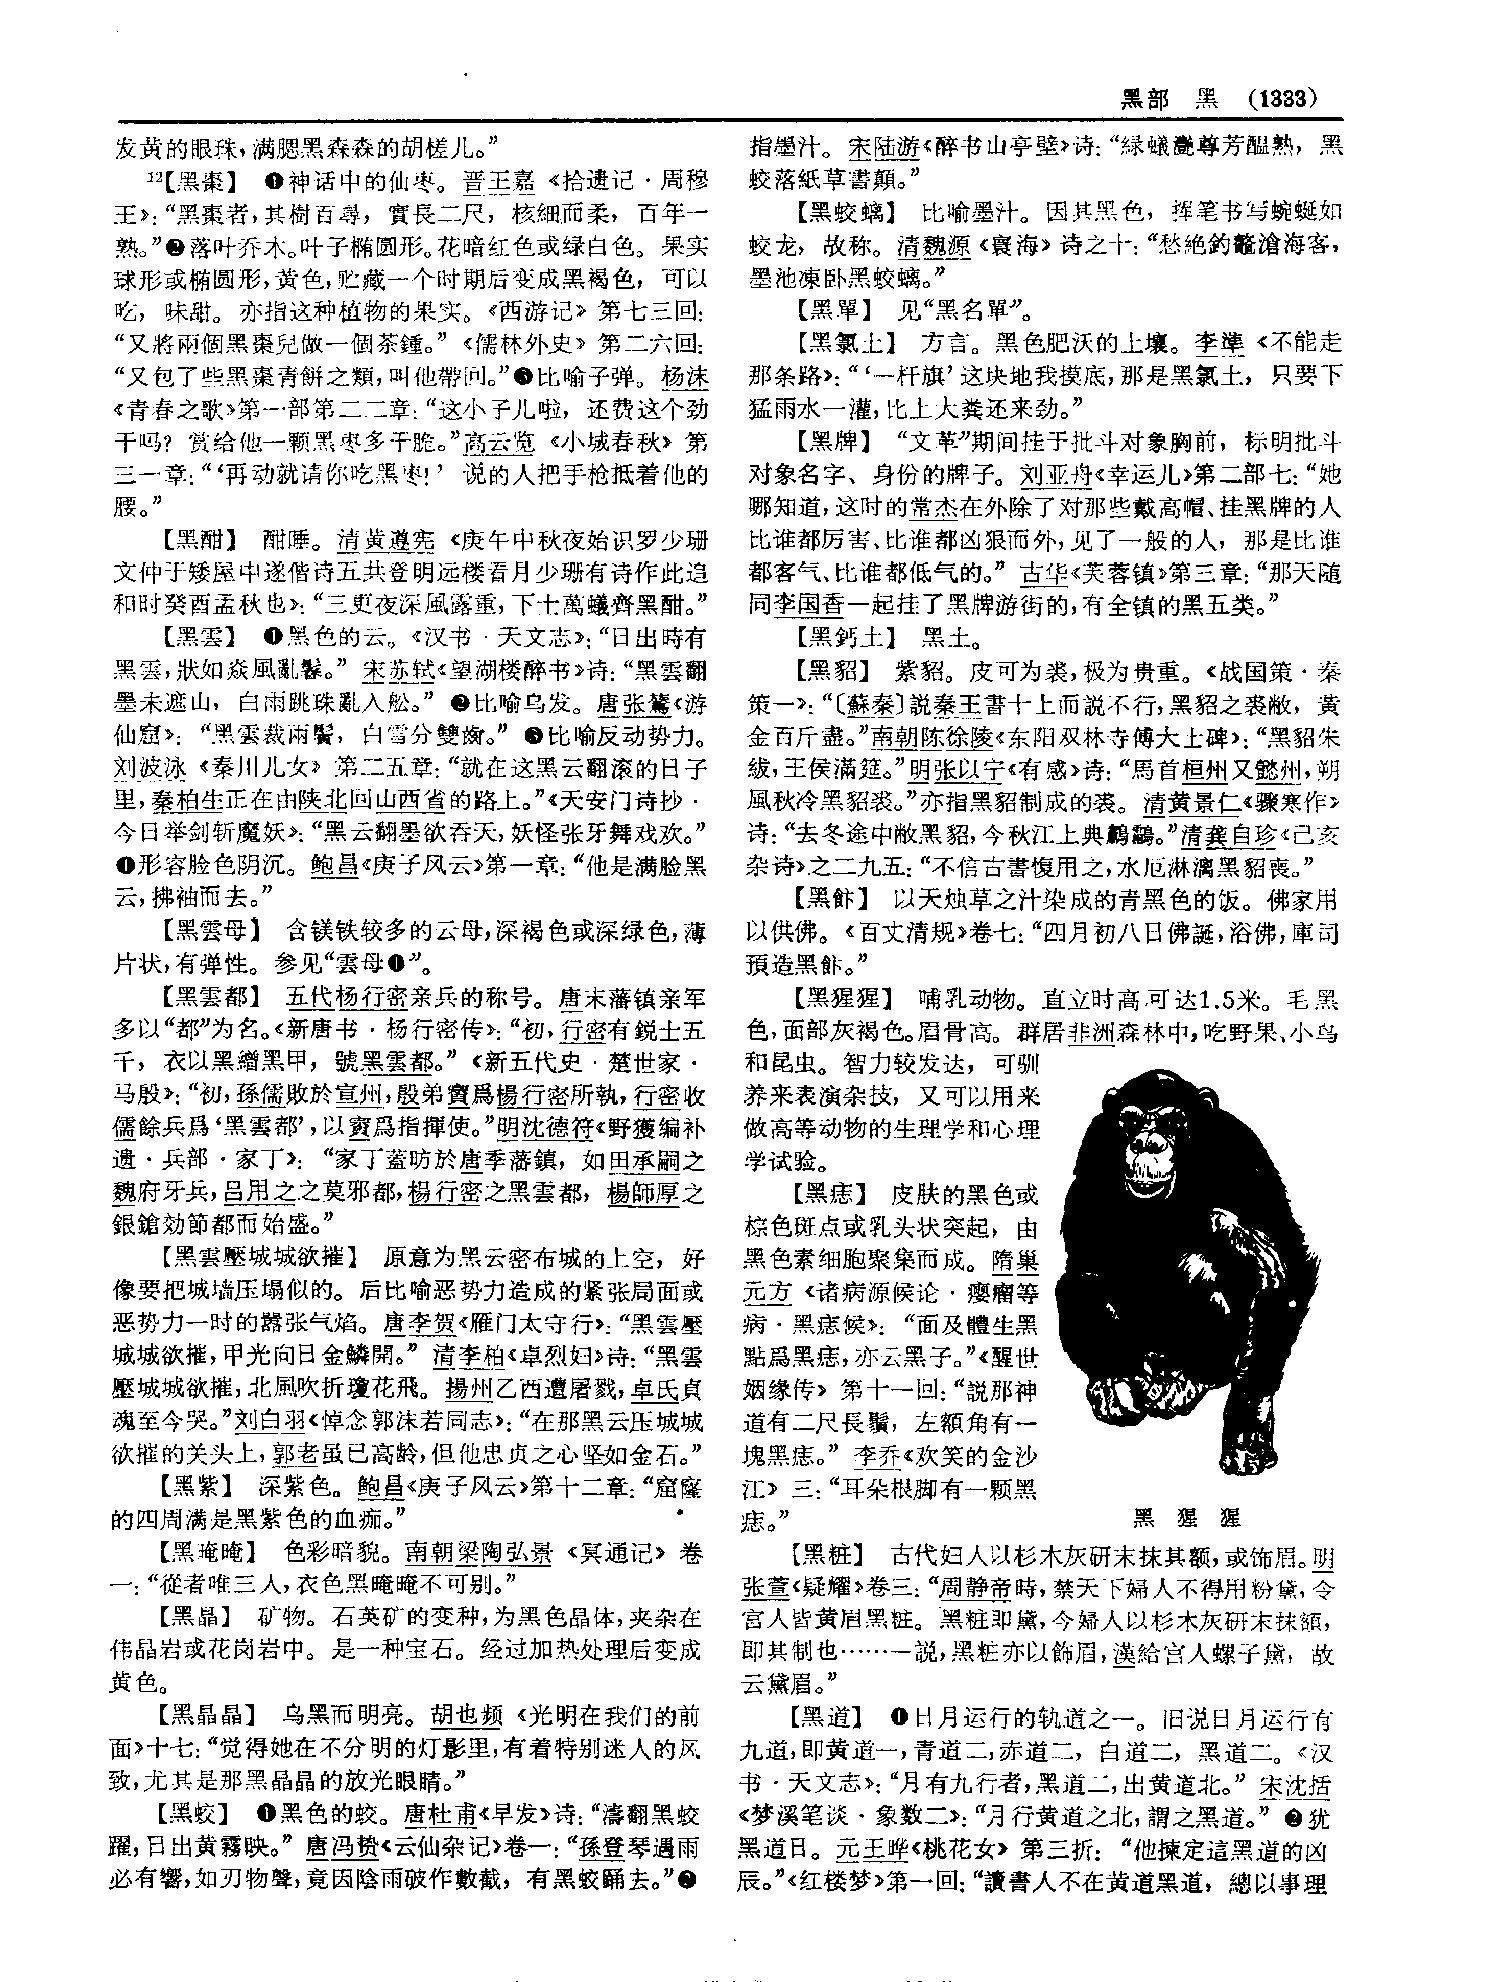 黑部　黑　(1333)
发黄的眼珠，满腮黑森森的胡槎儿。”
12【黑棗】　❶神话中的仙枣。晋王嘉《拾遗记·周穆
王》：“黑棗者，其樹百尋，實長二尺，核細而柔，百年一
熟。”❷落叶乔木。叶子椭圆形。花暗红色或绿白色。果实
球形或椭圆形，黄色，贮藏一个时期后变成黑褐色，可以
吃，味甜。亦指这种植物的果实。《西游记》第七三回：
“又將兩個黑棗兒做一個茶鍾。”《儒林外史》第二六回：
“又包了些黑棗青餅之類，叫他帶回。”❸比喻子弹。杨沫
《青春之歌》第一部第二二章：“这小子儿啦，还费这个劲
干吗？赏给他一颗黑枣多干脆。”高云览《小城春秋》第
三一章：“‘再动就请你吃黑枣！’说的人把手枪抵着他的
腰。”
【黑酣】　酣睡。清黄遵宪《庚午中秋夜始识罗少珊
文仲于矮屋中遂偕诗五共登明远楼看月少珊有诗作此追
和时癸酉孟秋也》：“三更夜深風露重，下士萬蟻齊黑酣。”
【黑雲】　❶黑色的云。《汉书·天文志》：“日出時有
黑雲，狀如焱風亂鬊。”宋苏轼《望湖楼醉书》诗：“黑雲翻
墨未遮山，白雨跳珠亂入舩。”❷比喻乌发。唐张鷟《游
仙窟》：“黑雲裁兩鬢，白雪分雙齒。”❸比喻反动势力。
刘波泳《秦川儿女》第二五章：“就在这黑云翻滚的日子
里，秦柏生正在由陕北回山西省的路上。”《天安门诗抄·
今日举剑斩魔妖》：“黑云翻墨欲吞天，妖怪张牙舞戏欢。”
❹形容脸色阴沉。鲍昌《庚子风云》第一章：“他是满脸黑
云，拂袖而去。”
【黑雲母】　含镁铁较多的云母，深褐色或深绿色，薄
片状，有弹性。参见“雲母❶”。
【黑雲都】　五代杨行密亲兵的称号。唐末藩镇亲军
多以“都”为名。《新唐书·杨行密传》：“初，行密有鋭士五
千，衣以黑繒黑甲，號黑雲都。”《新五代史·楚世家·
马殷》：“初，孫儒敗於宣州，殷弟賨爲楊行密所執，行密收
儒餘兵爲‘黑雲都’，以賨爲指揮使。”明沈德符《野獲编补
遗·兵部·家丁》：“家丁蓋昉於唐季藩鎮，如田承嗣之
魏府牙兵，吕用之之莫邪都，楊行密之黑雲都，楊師厚之
銀鎗効節都而始盛。”
【黑雲壓城城欲摧】　原意为黑云密布城的上空，好
像要把城墙压塌似的。后比喻恶势力造成的紧张局面或
恶势力一时的嚣张气焰。唐李贺《雁门太守行》：“黑雲壓
城城欲摧，甲光向日金鱗開。”清李柏《卓烈妇》诗：“黑雲
壓城城欲摧，北風吹折瓊花飛。揚州乙酉遭屠戮，卓氏貞
魂至今哭。”刘白羽《悼念郭沫若同志》：“在那黑云压城城
欲摧的关头上，郭老虽已高龄，但他忠贞之心坚如金石。”
【黑紫】　深紫色。鲍昌《庚子风云》第十二章：“窟窿
的四周满是黑紫色的血痂。”
【黑晻晻】　色彩暗貌。南朝梁陶弘景《冥通记》卷
一：“從者唯三人，衣色黑晻晻不可别。”
【黑晶】　矿物。石英矿的变种，为黑色晶体，夹杂在
伟晶岩或花岗岩中。是一种宝石。经过加热处理后变成
黄色。
【黑晶晶】　乌黑而明亮。胡也频《光明在我们的前
面》十七：“觉得她在不分明的灯影里，有着特别迷人的风
致，尤其是那黑晶晶的放光眼睛。”
【黑蛟】　❶黑色的蛟。唐杜甫《早发》诗：“濤翻黑蛟
躍，日出黄霧映。”唐冯贽《云仙杂记》卷一：“孫登琴遇雨
必有響，如刃物聲，竟因陰雨破作數截，有黑蛟踊去。”❷
指墨汁。宋陆游《醉书山亭壁》诗：“緑蟻㶞尊芳醖熟，黑
蛟落紙草書顛。”
【黑蛟螭】　比喻墨汁。因其黑色，挥笔书写蜿蜒如
蛟龙，故称。清魏源《寰海》诗之十：“愁絶釣鼇滄海客，
墨池凍卧黑蛟螭。”
【黑單】　见“黑名單”。
【黑氯土】　方言。黑色肥沃的土壤。李準《不能走
那条路》：“‘一杆旗’这块地我摸底，那是黑氯土，只要下
猛雨水一灌，比上大粪还来劲。”
【黑牌】　“文革”期间挂于批斗对象胸前，标明批斗
对象名字、身份的牌子。刘亚舟《幸运儿》第二部七：“她
哪知道，这时的常杰在外除了对那些戴高帽、挂黑牌的人
比谁都厉害、比谁都凶狠而外，见了一般的人，那是比谁
都客气、比谁都低气的。”古华《芙蓉镇》第三章：“那天随
同李国香一起挂了黑牌游街的，有全镇的黑五类。”
【黑鈣土】　黑土。
【黑貂】　紫貂。皮可为裘，极为贵重。《战国策·秦
策一》：“〔蘇秦〕説秦王書十上而説不行，黑貂之裘敝，黄
金百斤盡。”南朝陈徐陵《东阳双林寺傅大士碑》：“黑貂朱
紱，王侯滿筵。”明张以宁《有感》诗：“馬首桓州又懿州，朔
風秋冷黑貂裘。”亦指黑貂制成的裘。清黄景仁《骤寒作》
诗：“去冬途中敝黑貂，今秋江上典鷫鸘。”清龚自珍《己亥
杂诗》之二九五：“不信古書愎用之，水厄淋漓黑貂喪。”
【黑飰】　以天烛草之汁染成的青黑色的饭。佛家用
以供佛。《百丈清规》卷七：“四月初八日佛誕，浴佛，庫司
預造黑飰。”
【黑猩猩】　哺乳动物。直立时高可达1.5米。毛黑
色，面部灰褐色。眉骨高。群居非洲森林中，吃野果、小鸟
和昆虫。智力较发达，可驯
养来表演杂技，又可以用来
做高等动物的生理学和心理
学试验。
【黑痣】　皮肤的黑色或
棕色斑点或乳头状突起，由
黑色素细胞聚集而成。隋巢
元方《诸病源候论·瘿瘤等
病·黑痣候》：“面及體生黑
點爲黑痣，亦云黑子。”《醒世
姻缘传》第十一回：“説那神
道有二尺長鬚，左額角有一
塊黑痣。”李乔《欢笑的金沙
江》三：“耳朵根脚有一颗黑
痣。”
黑猩猩
【黑粧】　古代妇人以杉木灰研末抹其额，或饰眉。明
张萱《疑耀》卷三：“周静帝時，禁天下婦人不得用粉黛，令
宫人皆黄眉黑粧。黑粧即黛，今婦人以杉木灰研末抹額，
即其制也……一説，黑粧亦以飾眉，漢給宫人螺子黛，故
云黛眉。”
【黑道】　❶日月运行的轨道之一。旧说日月运行有
九道，即黄道一，青道二，赤道二，白道二，黑道二。《汉
书·天文志》：“月有九行者，黑道二，出黄道北。”宋沈括
《梦溪笔谈·象数二》：“月行黄道之北，謂之黑道。”❷犹
黑道日。元王晔《桃花女》第三折：“他揀定這黑道的凶
辰。”《红楼梦》第一回：“讀書人不在黄道黑道，總以事理